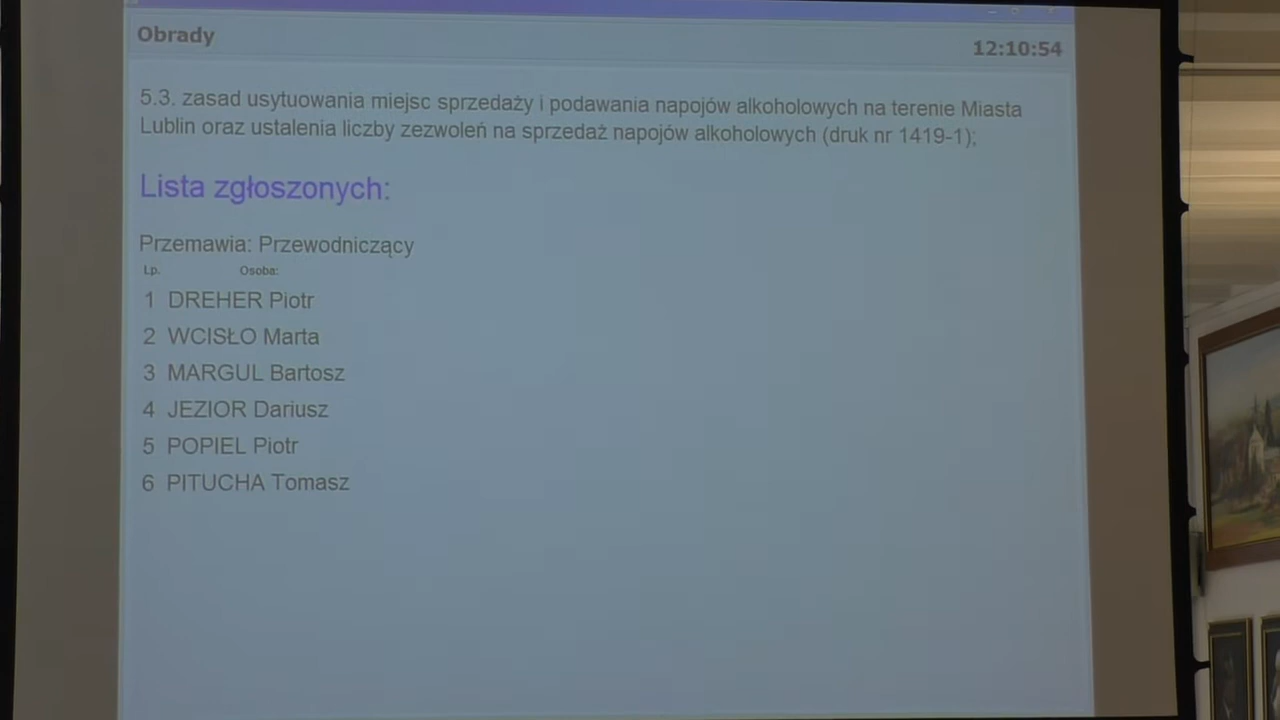 Obrady
12:10:54
5.3. zasad usytuowania miejsc sprzedaży i podawania napojów alkoholowych na terenie Miasta
Lublin oraz ustalenia liczby zezwoleń na sprzedaż napojów alkoholowych (druk nr 1419-1);
Lista zgłoszonych:
Przemawia: Przewodniczący
Lp. Osoba:
1 DREHER Piotr
2 WCISŁO Marta
3 MARGUL Bartosz
4 JEZIOR Dariusz
5 POPIEL Piotr
6 PITUCHA Tomasz